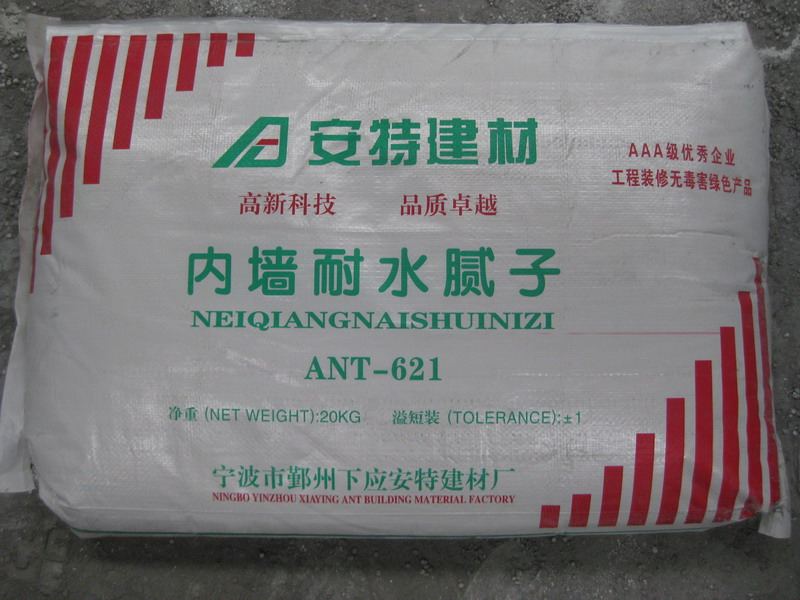 安特建材
AAA级优秀企业
工程装修无毒害绿色产品
高新科技 品质卓越
内墙耐水腻子
NEIQIANGNAISHUINIZI
ANT-621
净重 (NET WEIGHT):20KG 溢短装 (TOLERANCE):±1
宁波市鄞州下应安特建材厂
NINGBO YINZHOU XIAYING ANT BUILDING MATERIAL FACTORY